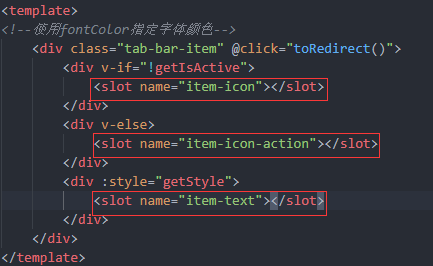 <template>
<!--使用fontColor指定字体颜色-->
    <div class="tab-bar-item" @click="toRedirect()">
        <div v-if="!getIsActive">
            <slot name="item-icon"></slot>
        </div>
        <div v-else>
            <slot name="item-icon-action"></slot>
        </div>
        <div :style="getStyle">
            <slot name="item-text"></slot>
        </div>
    </div>
</template>